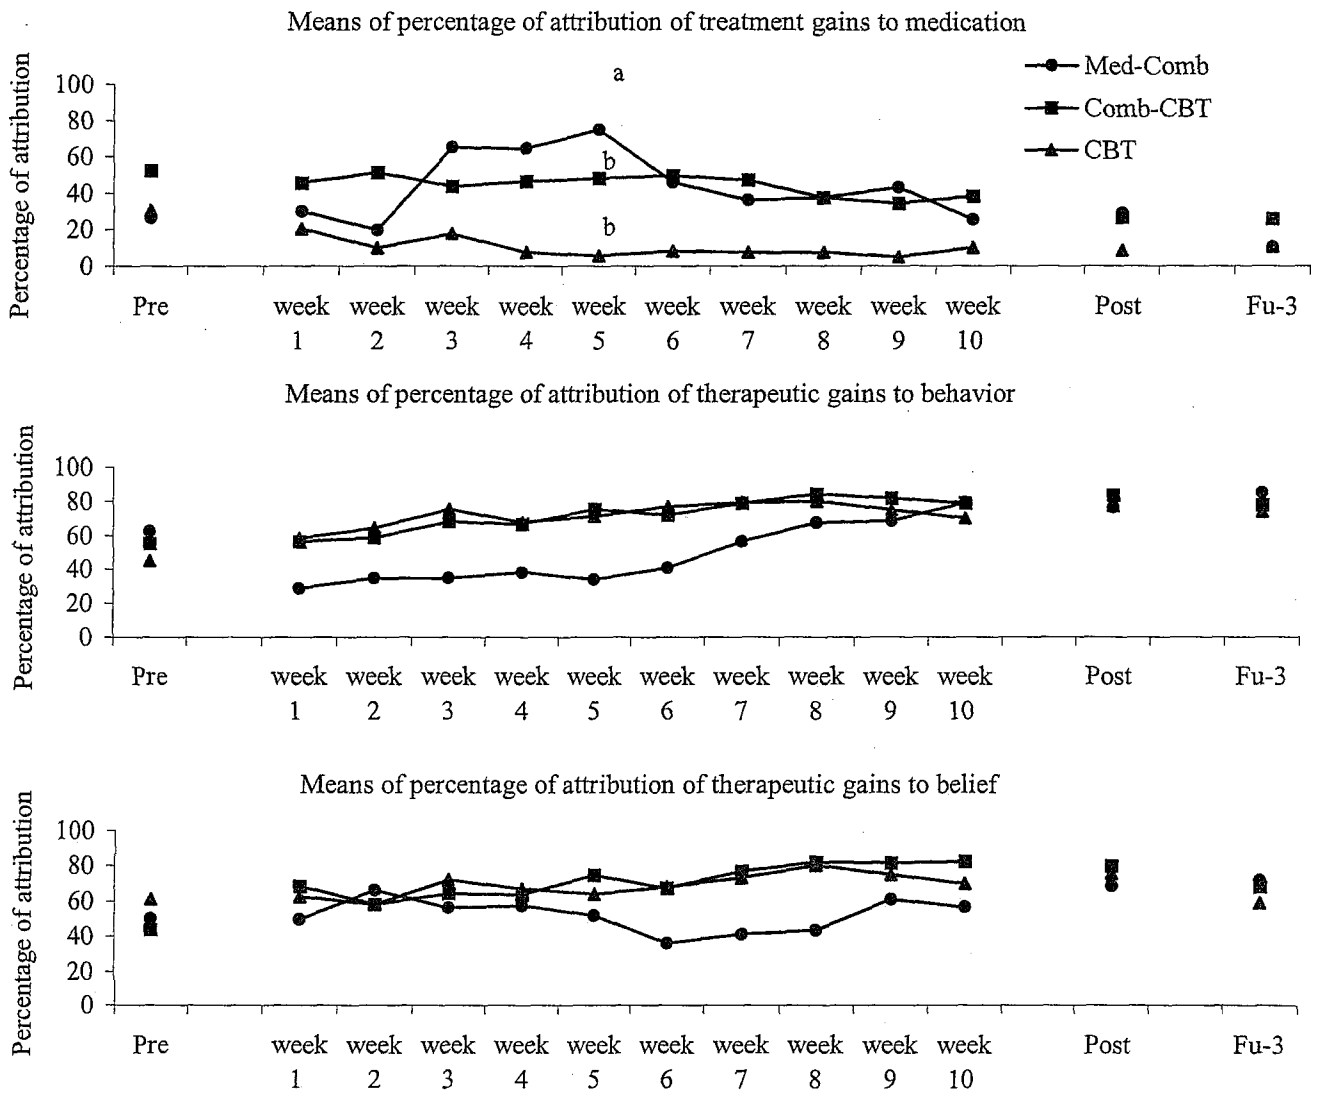 Means of percentage of attribution of treatment gains to medication
Percentage of attribution
100
80
60
40
20
0
a
b
b
Med-Comb
Comb-CBT
CBT
Pre week week week week week week week week week week Post Fu-3
1 2 3 4 5 6 7 8 9 10
Means of percentage of attribution of therapeutic gains to behavior
Percentage of attribution
100
80
60
40
20
0
Pre week week week week week week week week week week Post Fu-3
1 2 3 4 5 6 7 8 9 10
Means of percentage of attribution of therapeutic gains to belief
Percentage of attribution
100
80
60
40
20
0
Pre week week week week week week week week week week Post Fu-3
1 2 3 4 5 6 7 8 9 10